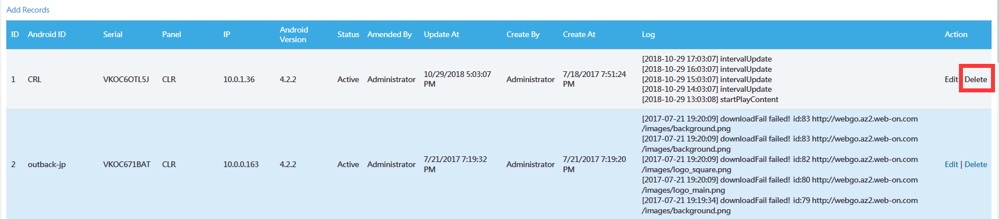 Add Records
ID Android ID Serial Panel IP Android Version Status Amended By Update At Create By Create At Log Action
1 CRL VKOC6OTL5J CLR 10.0.1.36 4.2.2 Active Administrator 10/29/2018 5:03:07 PM Administrator 7/18/2017 7:51:24 PM
[2018-10-29 17:03:07] intervalUpdate
[2018-10-29 16:03:07] intervalUpdate
[2018-10-29 15:03:07] intervalUpdate
[2018-10-29 14:03:07] intervalUpdate
[2018-10-29 13:03:08] startPlayContent
Edit | Delete
2 outback-jp VKOC671BAT CLR 10.0.0.163 4.2.2 Active Administrator 7/21/2017 7:19:32 PM Administrator 7/21/2017 7:19:20 PM
[2017-07-21 19:20:09] downloadFail failed! id:83 http://webgo.az2.web-on.com
/images/background.png
[2017-07-21 19:20:09] downloadFail failed! id:83 http://webgo.az2.web-on.com
/images/background.png
[2017-07-21 19:20:09] downloadFail failed! id:82 http://webgo.az2.web-on.com
/images/logo_square.png
[2017-07-21 19:20:09] downloadFail failed! id:80 http://webgo.az2.web-on.com
/images/logo_main.png
[2017-07-21 19:19:34] downloadFail failed! id:79 http://webgo.az2.web-on.com
/images/background.png
Edit | Delete